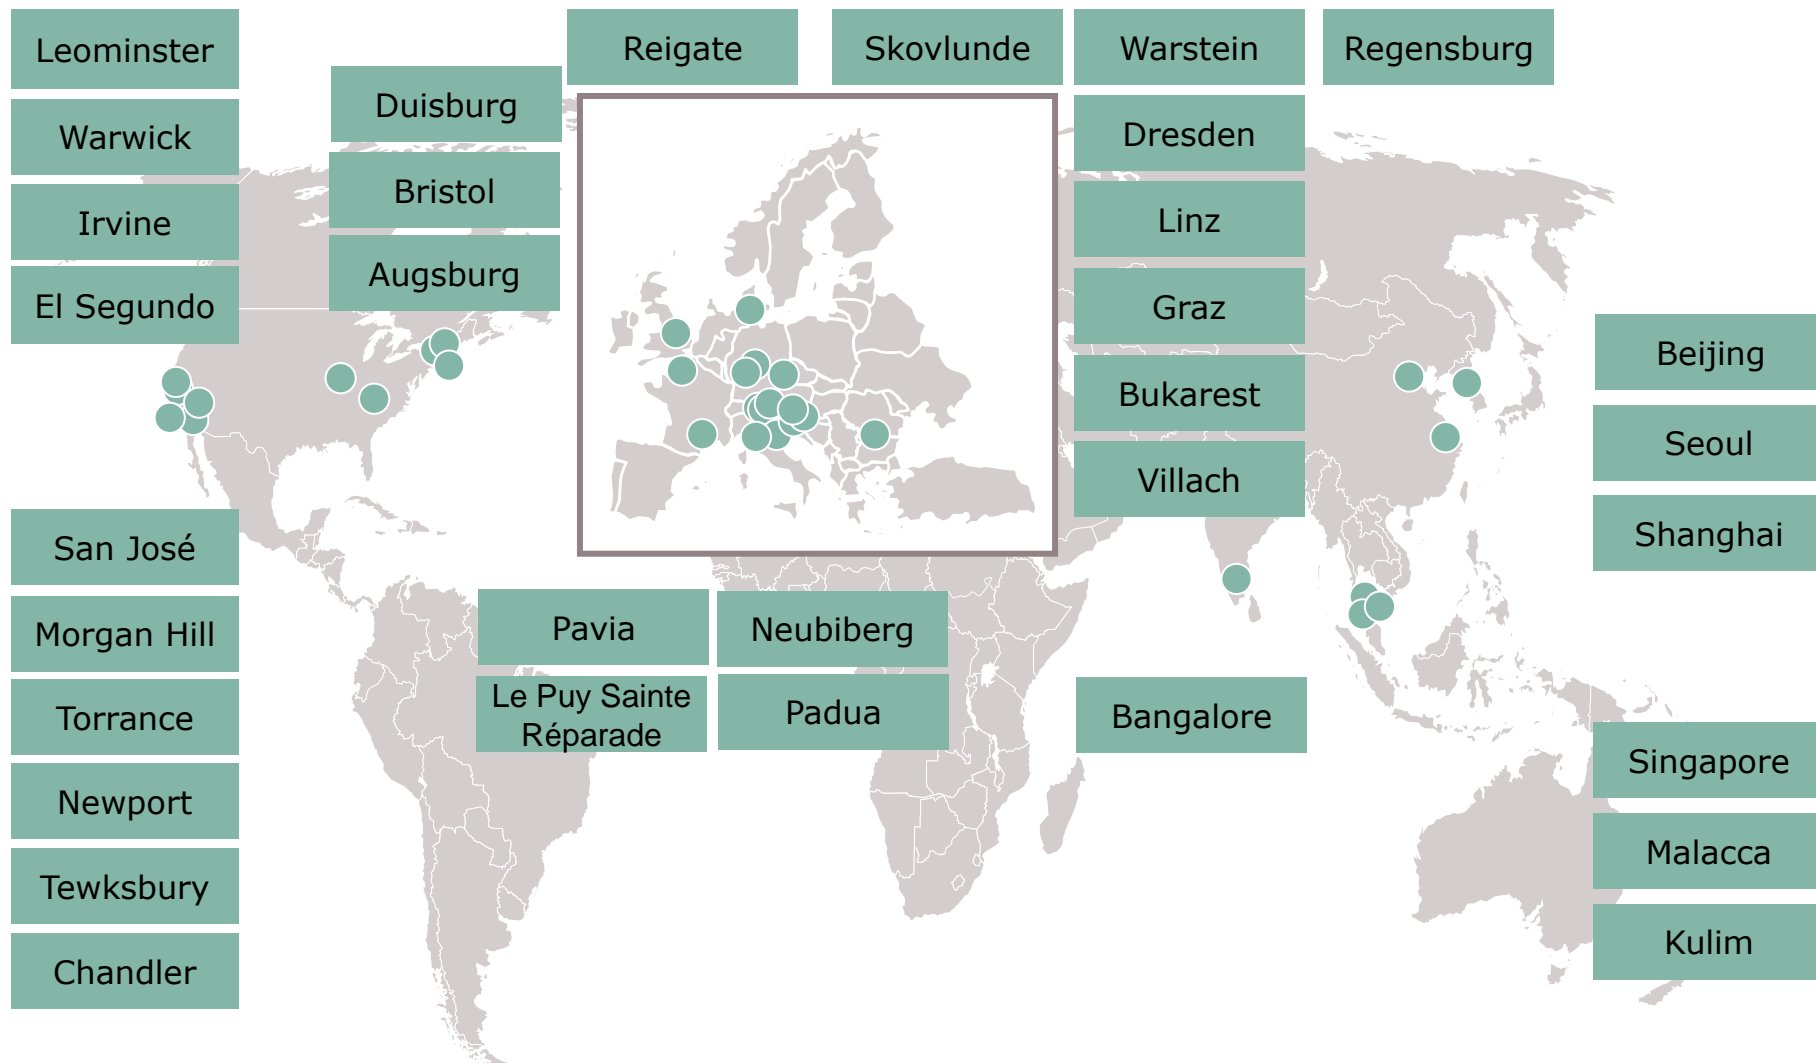 Leominster
Warwick
Irvine
El Segundo
Duisburg
Bristol
Augsburg
Reigate
Skovlunde
Warstein
Regensburg
Dresden
Linz
Graz
Bukarest
Villach
Beijing
Seoul
Shanghai
San José
Morgan Hill
Torrance
Newport
Tewksbury
Chandler
Pavia
Neubiberg
Le Puy Sainte
Réparade
Padua
Bangalore
Singapore
Malacca
Kulim